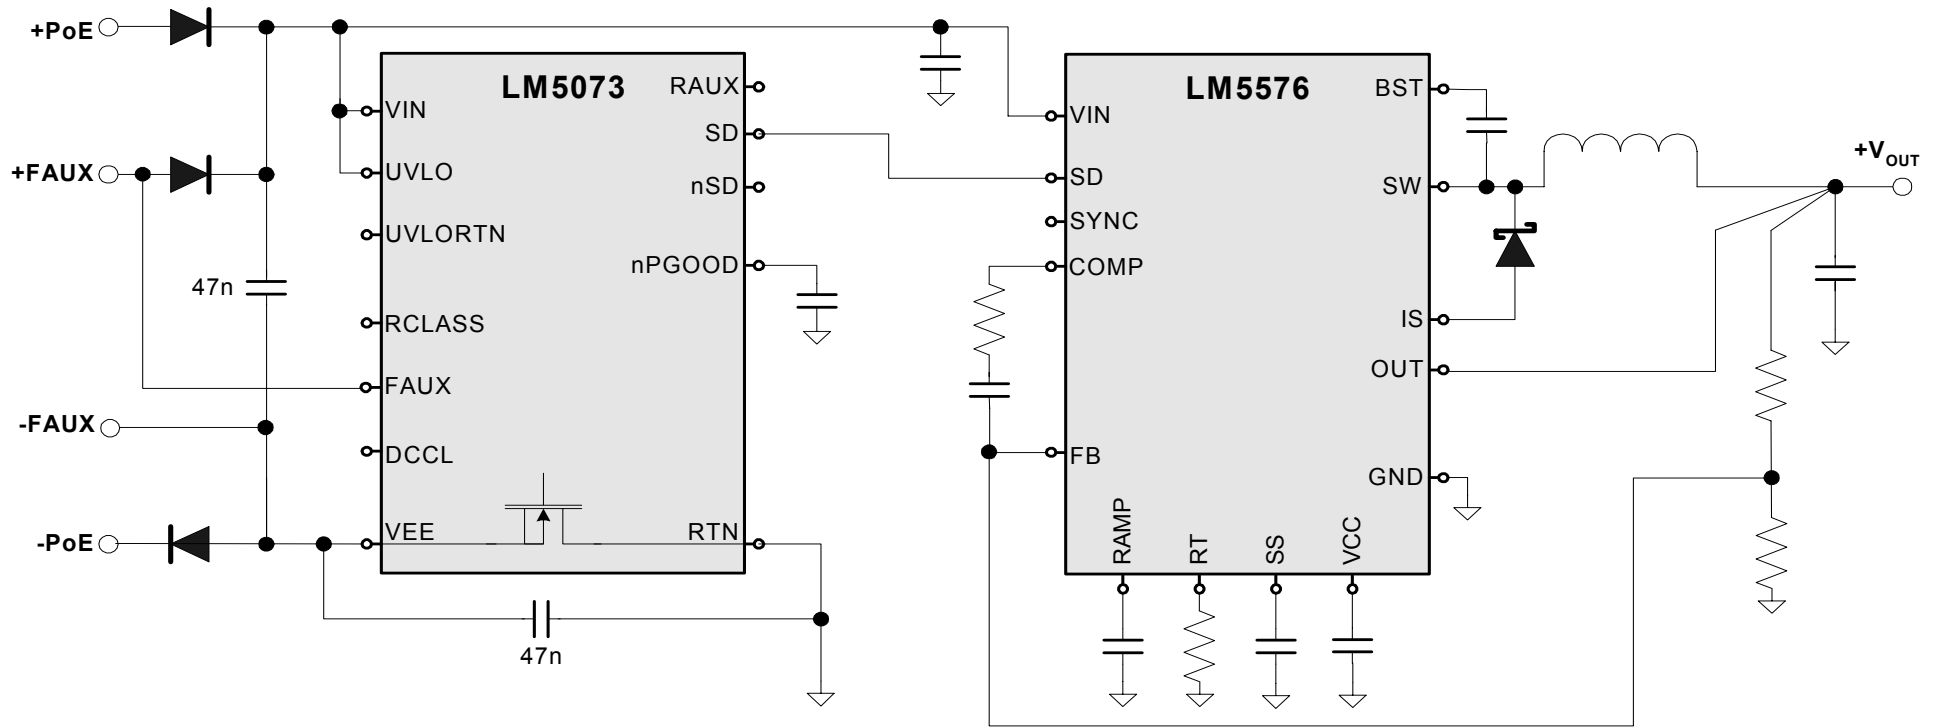 +PoE
+FAUX
47n
-FAUX
-PoE
LM5073
VIN
UVLO
UVLORTN
RCLASS
FAUX
DCCL
VEE
RAUX
SD
nSD
nPGOOD
RTN
47n
LM5576
VIN
SD
SYNC
COMP
FB
RAMP
RT
SS
VCC
BST
SW
IS
OUT
GND
+VOUT